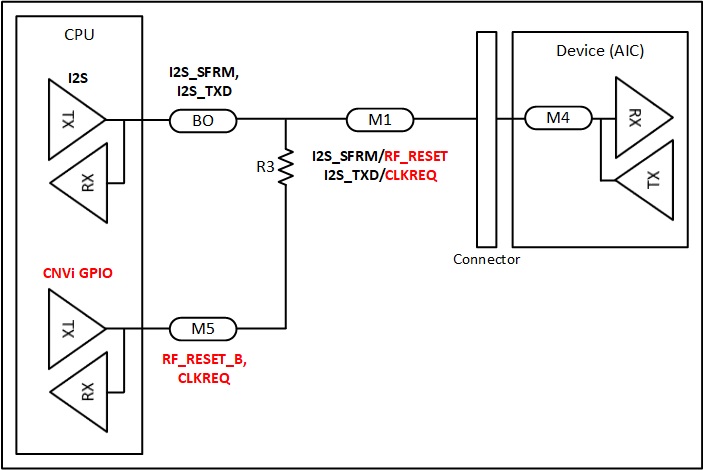 CPU
Device (AIC)
I2S
I2S_SFRM,
I2S_TXD
TX
BO
M1
M4
RX
RX
R3
I2S_SFRM/RF_RESET
I2S_TXD/CLKREQ
TX
Connector
CNVi GPIO
TX
M5
RF_RESET_B,
CLKREQ
RX